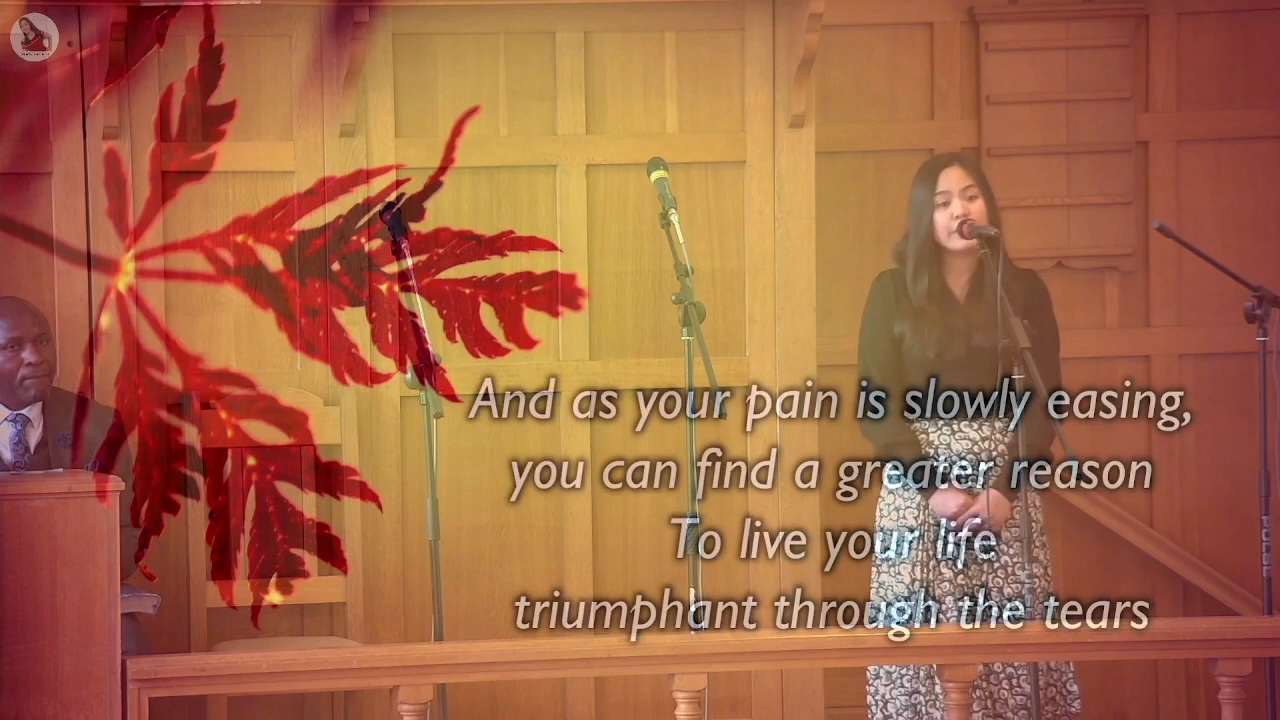 And as your pain is slowly easing,
you can find a greater reason
To live your life
triumphant through the tears